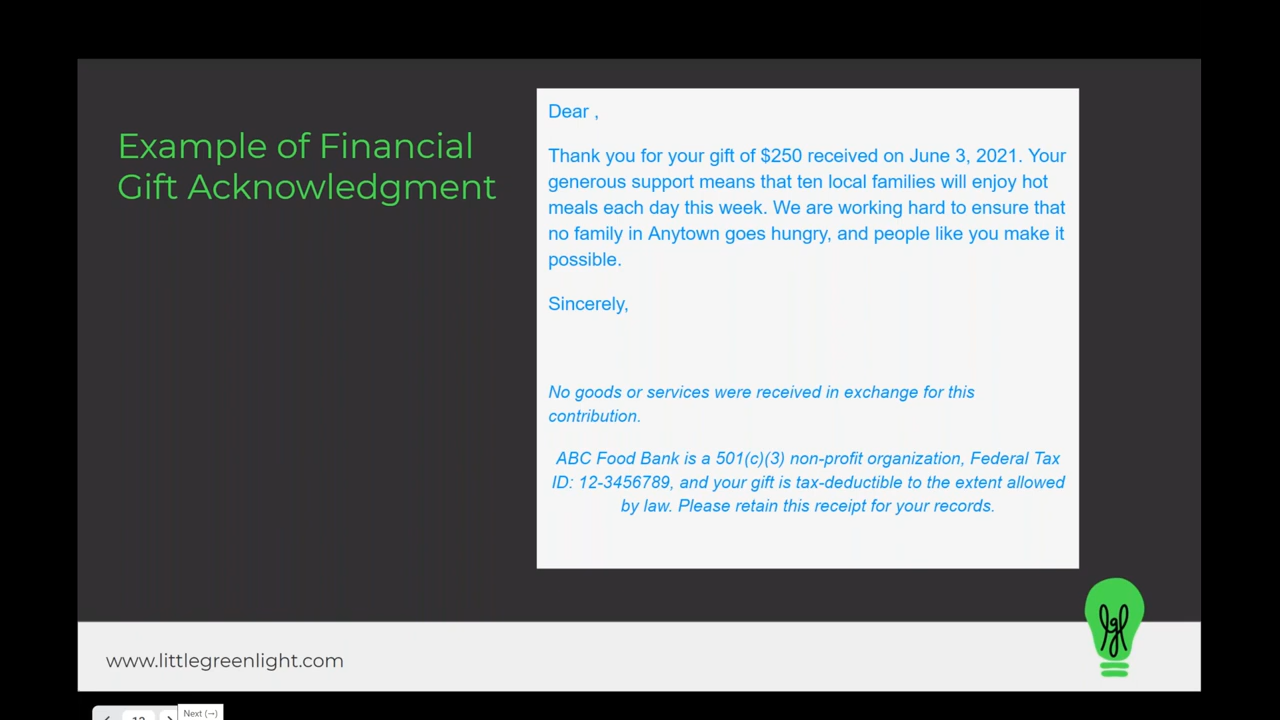 Example of Financial
Gift Acknowledgment
Dear ,
Thank you for your gift of $250 received on June 3, 2021. Your
generous support means that ten local families will enjoy hot
meals each day this week. We are working hard to ensure that
no family in Anytown goes hungry, and people like you make it
possible.
Sincerely,
No goods or services were received in exchange for this
contribution.
ABC Food Bank is a 501(c)(3) non-profit organization, Federal Tax
ID: 12-3456789, and your gift is tax-deductible to the extent allowed
by law. Please retain this receipt for your records.
lgl
www.littlegreenlight.com
Next (→)